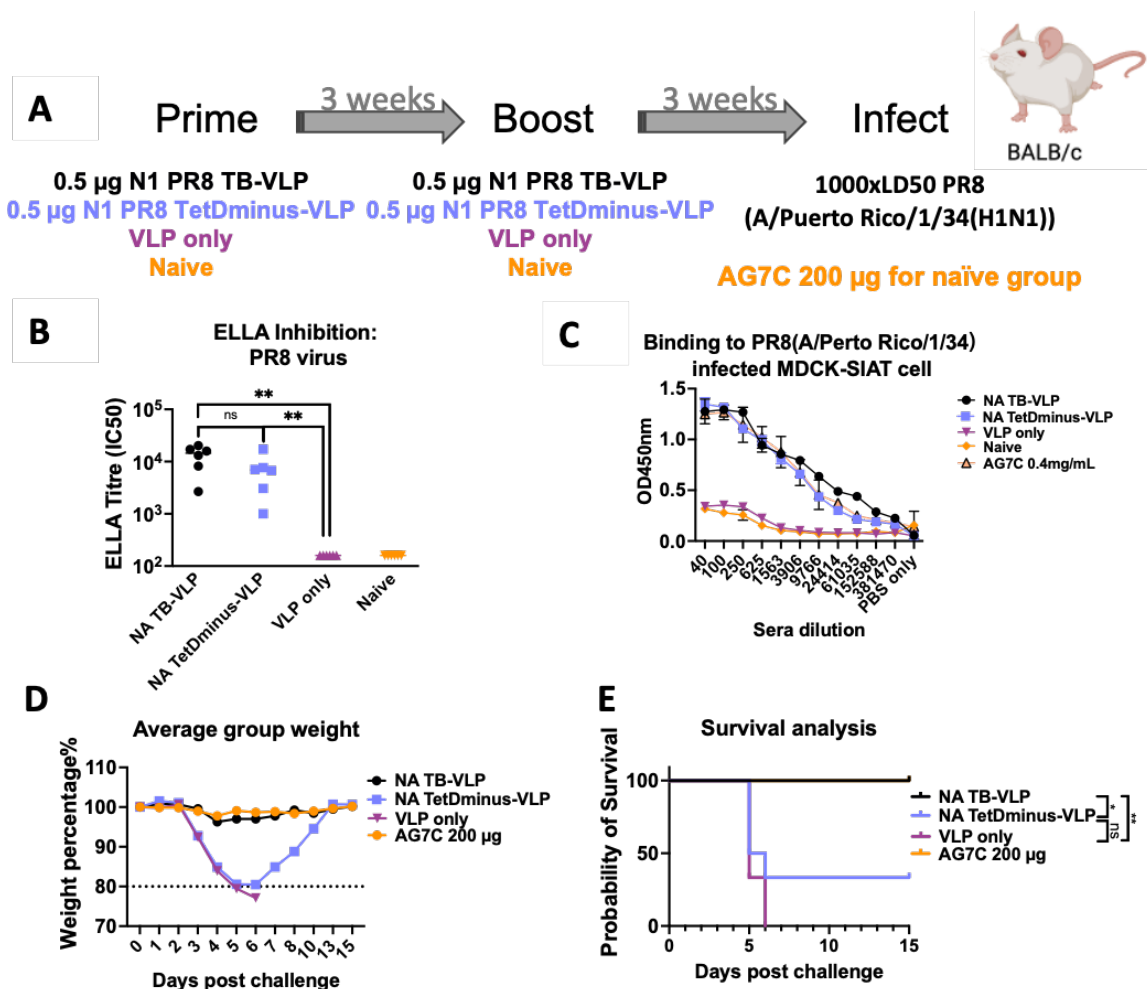 A
Prime
3 weeks
Boost
3 weeks
Infect
BALB/c
0.5 µg N1 PR8 TB-VLP
0.5 µg N1 PR8 TetDminus-VLP
VLP only
Naive
0.5 µg N1 PR8 TB-VLP
0.5 µg N1 PR8 TetDminus-VLP
VLP only
Naive
1000xLD50 PR8
(A/Puerto Rico/1/34(H1N1))
AG7C 200 µg for naïve group
B
ELLA Inhibition:
PR8 virus
ELLA Titre (IC50)
10^5
10^4
10^3
10^2
**
ns
**
NA TB-VLP
NA TetDminus-VLP
VLP only
Naive
C
Binding to PR8(A/Perto Rico/1/34)
infected MDCK-SIAT cell
OD450nm
1.5
1.0
0.5
0.0
40
100
250
625
1563
3906
9766
24414
61035
152588
381470
PBS only
Sera dilution
NA TB-VLP
NA TetDminus-VLP
VLP only
Naive
AG7C 0.4mg/mL
D
Average group weight
Weight percentage%
110
100
90
80
70
0
1
2
3
4
5
6
7
8
10
13
15
Days post challenge
NA TB-VLP
NA TetDminus-VLP
VLP only
AG7C 200 µg
E
Survival analysis
Probability of Survival
100
50
0
0
5
10
15
Days post challenge
NA TB-VLP
NA TetDminus-VLP
VLP only
AG7C 200 µg
*
ns
**